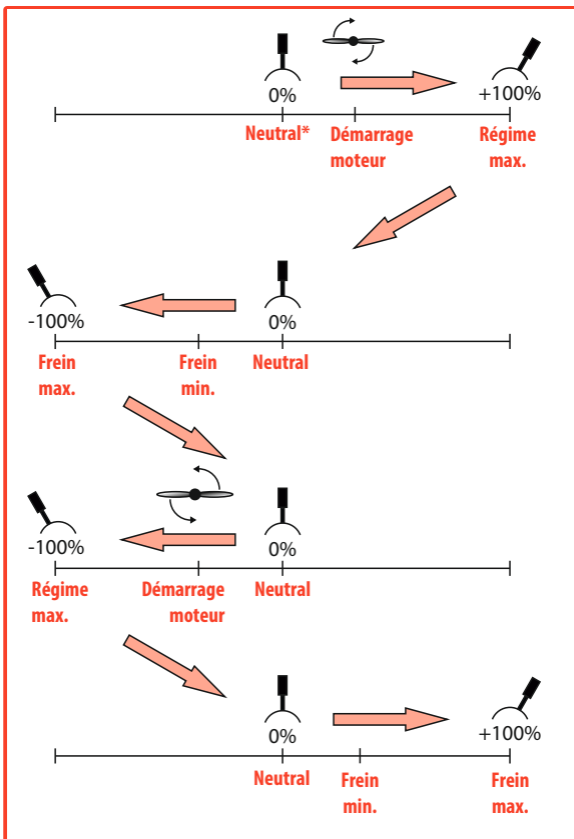 0%
+100%
Neutral*
Démarrage
moteur
Régime
max.
-100%
0%
Frein
max.
Frein
min.
Neutral
-100%
0%
Régime
max.
Démarrage
moteur
Neutral
0%
+100%
Neutral
Frein
min.
Frein
max.